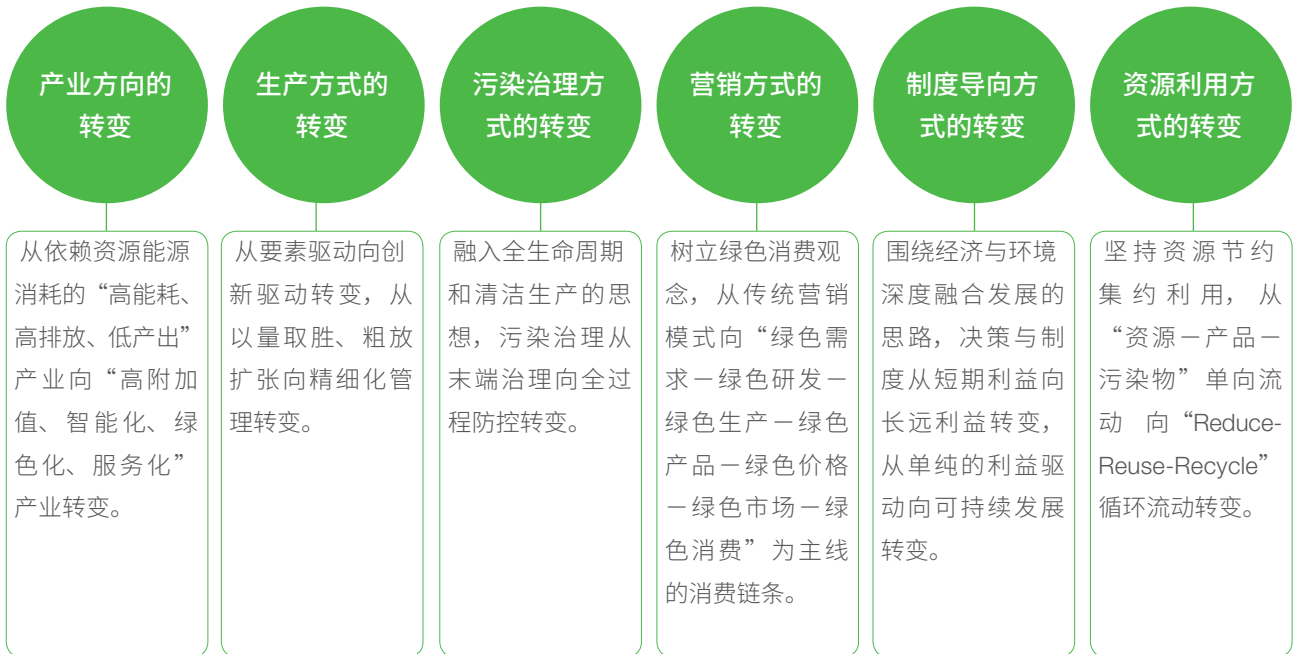 产业方向的
转变
从依赖资源能源
消耗的“高能耗、
高排放、低产出”
产业向“高附加
值、智能化、绿
色化、服务化”
产业转变。
生产方式的
转变
从要素驱动向创
新驱动转变，从
以量取胜、粗放
扩张向精细化管
理转变。
污染治理方
式的转变
融入全生命周期
和清洁生产的思
想，污染治理从
末端治理向全过
程防控转变。
营销方式的
转变
树立绿色消费观
念，从传统营销
模式向“绿色需
求－绿色研发－
绿色生产－绿色
产品－绿色价格
－绿色市场－绿
色消费”为主线
的消费链条。
制度导向方
式的转变
围绕经济与环境
深度融合发展的
思路，决策与制
度从短期利益向
长远利益转变，
从单纯的利益驱
动向可持续发展
转变。
资源利用方
式的转变
坚持资源节约
集约利用，从
“资源－产品－
污染物”单向流
动向“Reduce-
Reuse-Recycle”
循环流动转变。